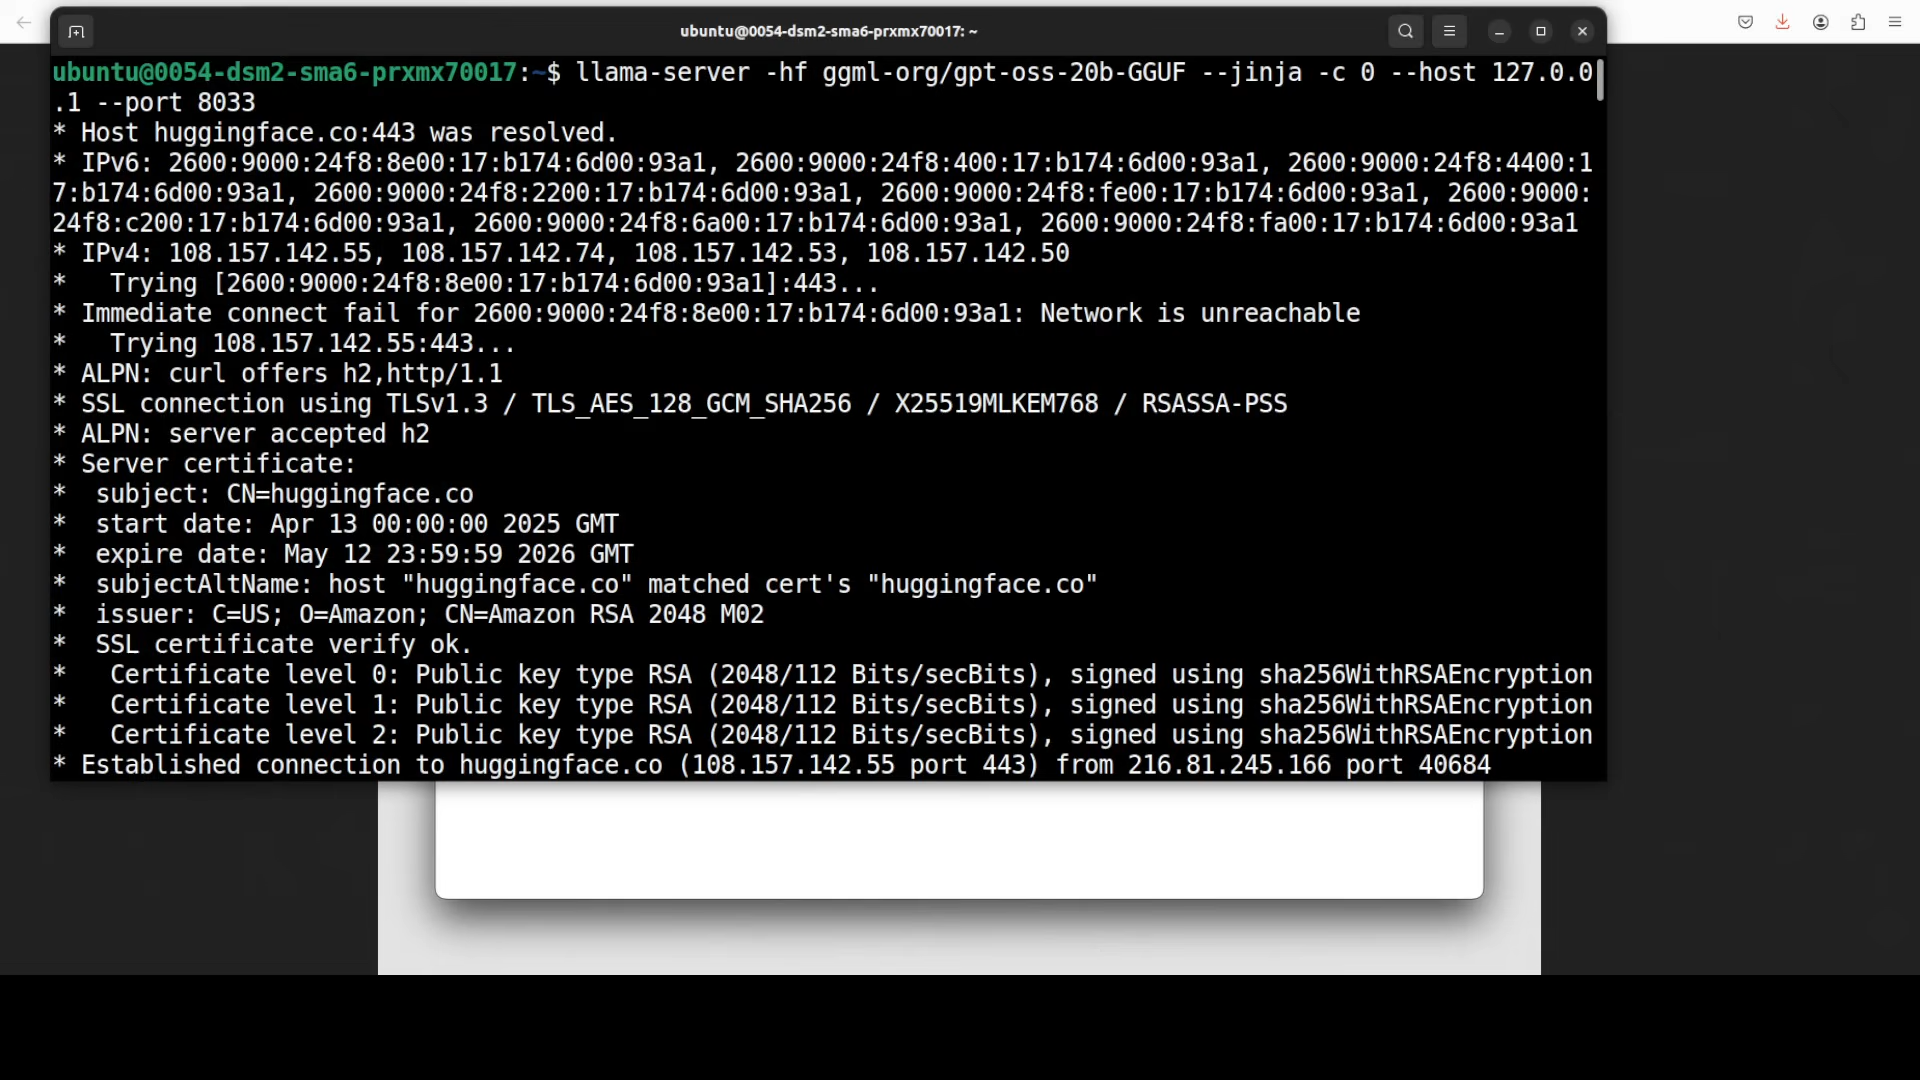 ubuntu@0054-dsm2-sma6-prxmx70017: ~
ubuntu@0054-dsm2-sma6-prxmx70017:~$ llama-server -hf ggml-org/gpt-oss-20b-GGUF --jinja -c 0 --host 127.0.0
.1 --port 8033
* Host huggingface.co:443 was resolved.
* IPv6: 2600:9000:24f8:8e00:17:b174:6d00:93a1, 2600:9000:24f8:400:17:b174:6d00:93a1, 2600:9000:24f8:4400:1
7:b174:6d00:93a1, 2600:9000:24f8:2200:17:b174:6d00:93a1, 2600:9000:24f8:fe00:17:b174:6d00:93a1, 2600:9000:
24f8:c200:17:b174:6d00:93a1, 2600:9000:24f8:6a00:17:b174:6d00:93a1, 2600:9000:24f8:fa00:17:b174:6d00:93a1
* IPv4: 108.157.142.55, 108.157.142.74, 108.157.142.53, 108.157.142.50
*   Trying [2600:9000:24f8:8e00:17:b174:6d00:93a1]:443...
* Immediate connect fail for 2600:9000:24f8:8e00:17:b174:6d00:93a1: Network is unreachable
*   Trying 108.157.142.55:443...
* ALPN: curl offers h2,http/1.1
* SSL connection using TLSv1.3 / TLS_AES_128_GCM_SHA256 / X25519MLKEM768 / RSASSA-PSS
* ALPN: server accepted h2
* Server certificate:
*  subject: CN=huggingface.co
*  start date: Apr 13 00:00:00 2025 GMT
*  expire date: May 12 23:59:59 2026 GMT
*  subjectAltName: host "huggingface.co" matched cert's "huggingface.co"
*  issuer: C=US; O=Amazon; CN=Amazon RSA 2048 M02
*  SSL certificate verify ok.
*   Certificate level 0: Public key type RSA (2048/112 Bits/secBits), signed using sha256WithRSAEncryption
*   Certificate level 1: Public key type RSA (2048/112 Bits/secBits), signed using sha256WithRSAEncryption
*   Certificate level 2: Public key type RSA (2048/112 Bits/secBits), signed using sha256WithRSAEncryption
* Established connection to huggingface.co (108.157.142.55 port 443) from 216.81.245.166 port 40684